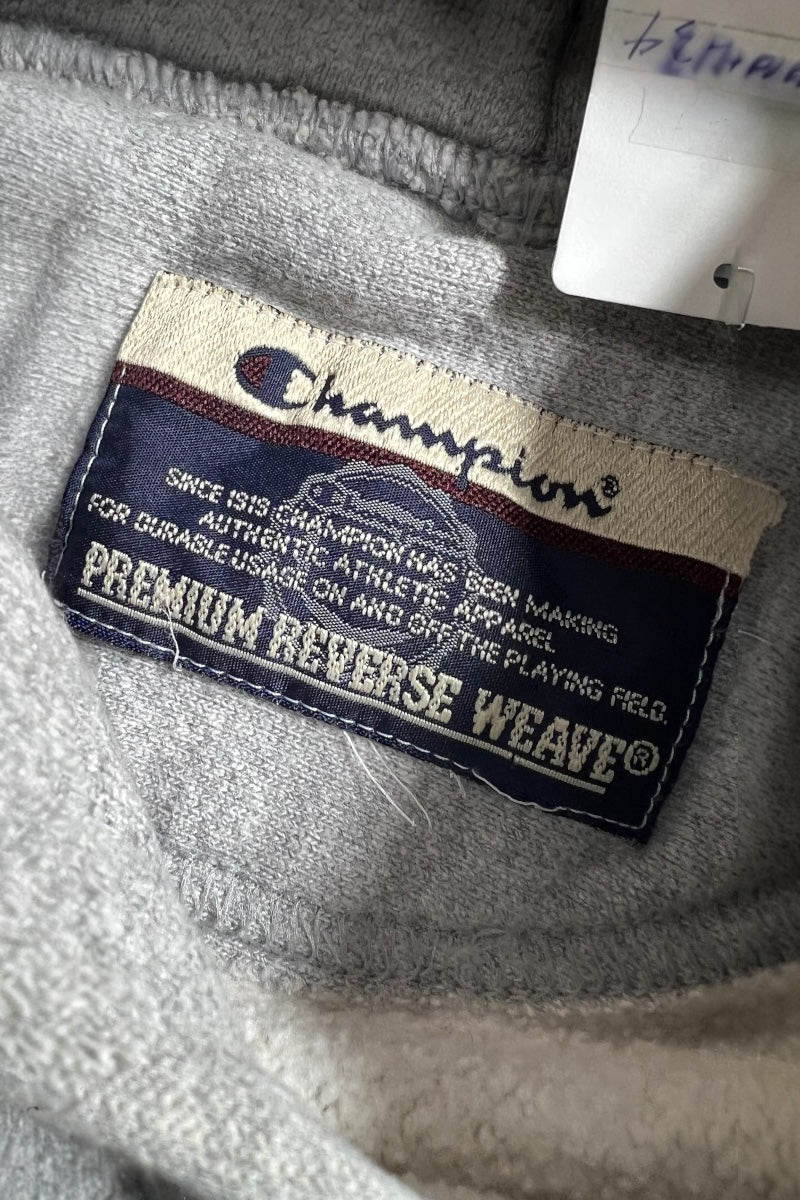 Champion®
SINCE 1919 CHAMPION HAS BEEN MAKING
AUTHENTIC ATHLETIC APPAREL
FOR DURABLE USAGE ON AND OFF THE PLAYING FIELD.
PREMIUM REVERSE WEAVE®